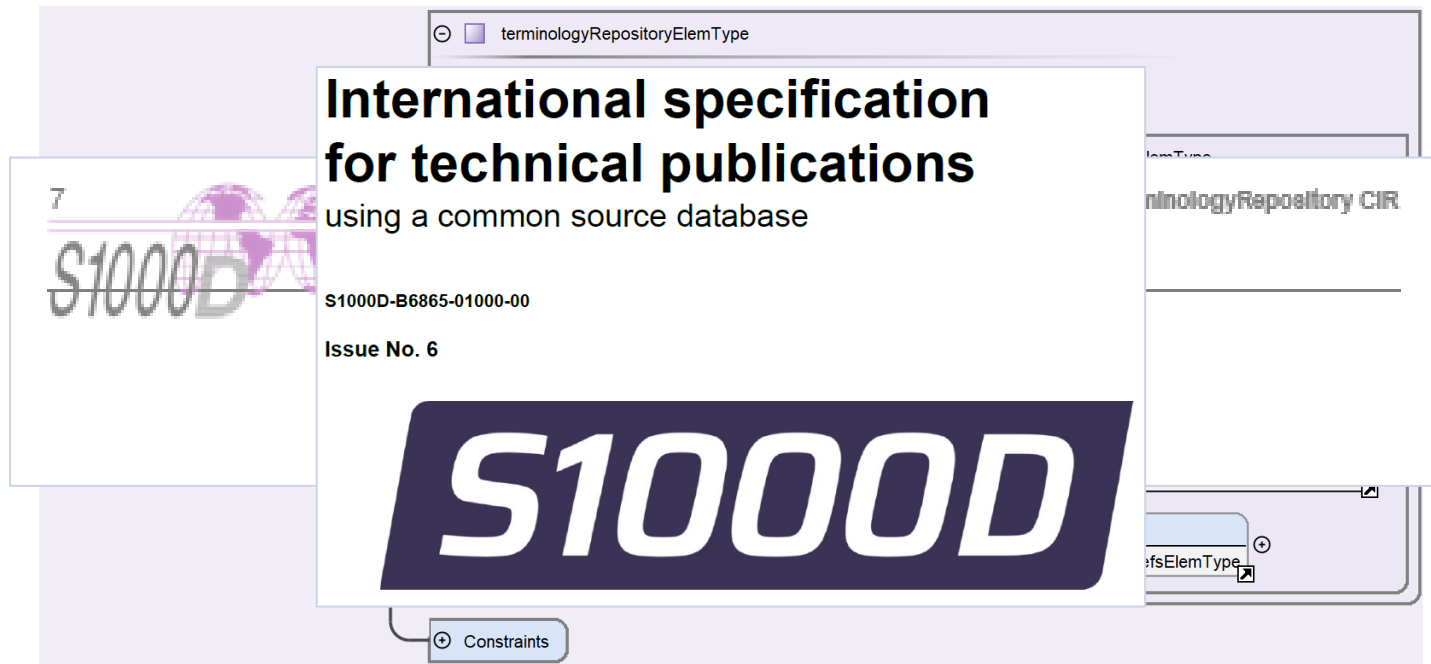 terminologyRepositoryElemType
International specification
for technical publications
using a common source database
S1000D-B6865-01000-00
Issue No. 6
S1000D
7
S1000D
minologyRepository CIR
efsElemType
Constraints